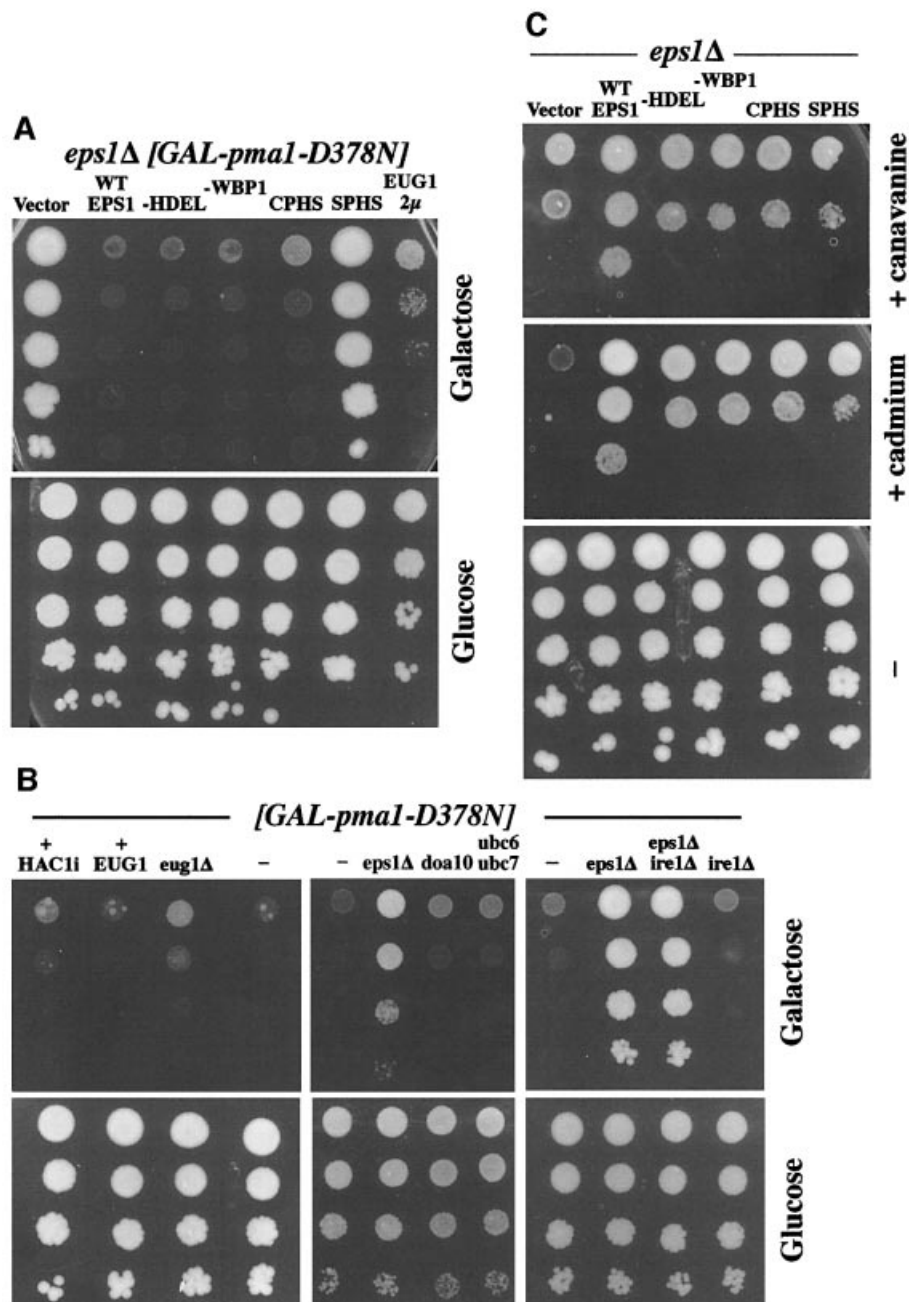 A
eps1Δ [GAL-pma1-D378N]
Vector WT EPS1 -HDEL -WBP1 CPHS SPHS EUG1 2μ
Galactose
Glucose
C
eps1Δ
Vector WT EPS1 -HDEL -WBP1 CPHS SPHS
+ canavanine
+ cadmium
–
B
[GAL-pma1-D378N]
+ HAC1i + EUG1 eug1Δ –
– eps1Δ doa10 ubc6 ubc7
– eps1Δ eps1Δ ire1Δ ire1Δ
Galactose
Glucose